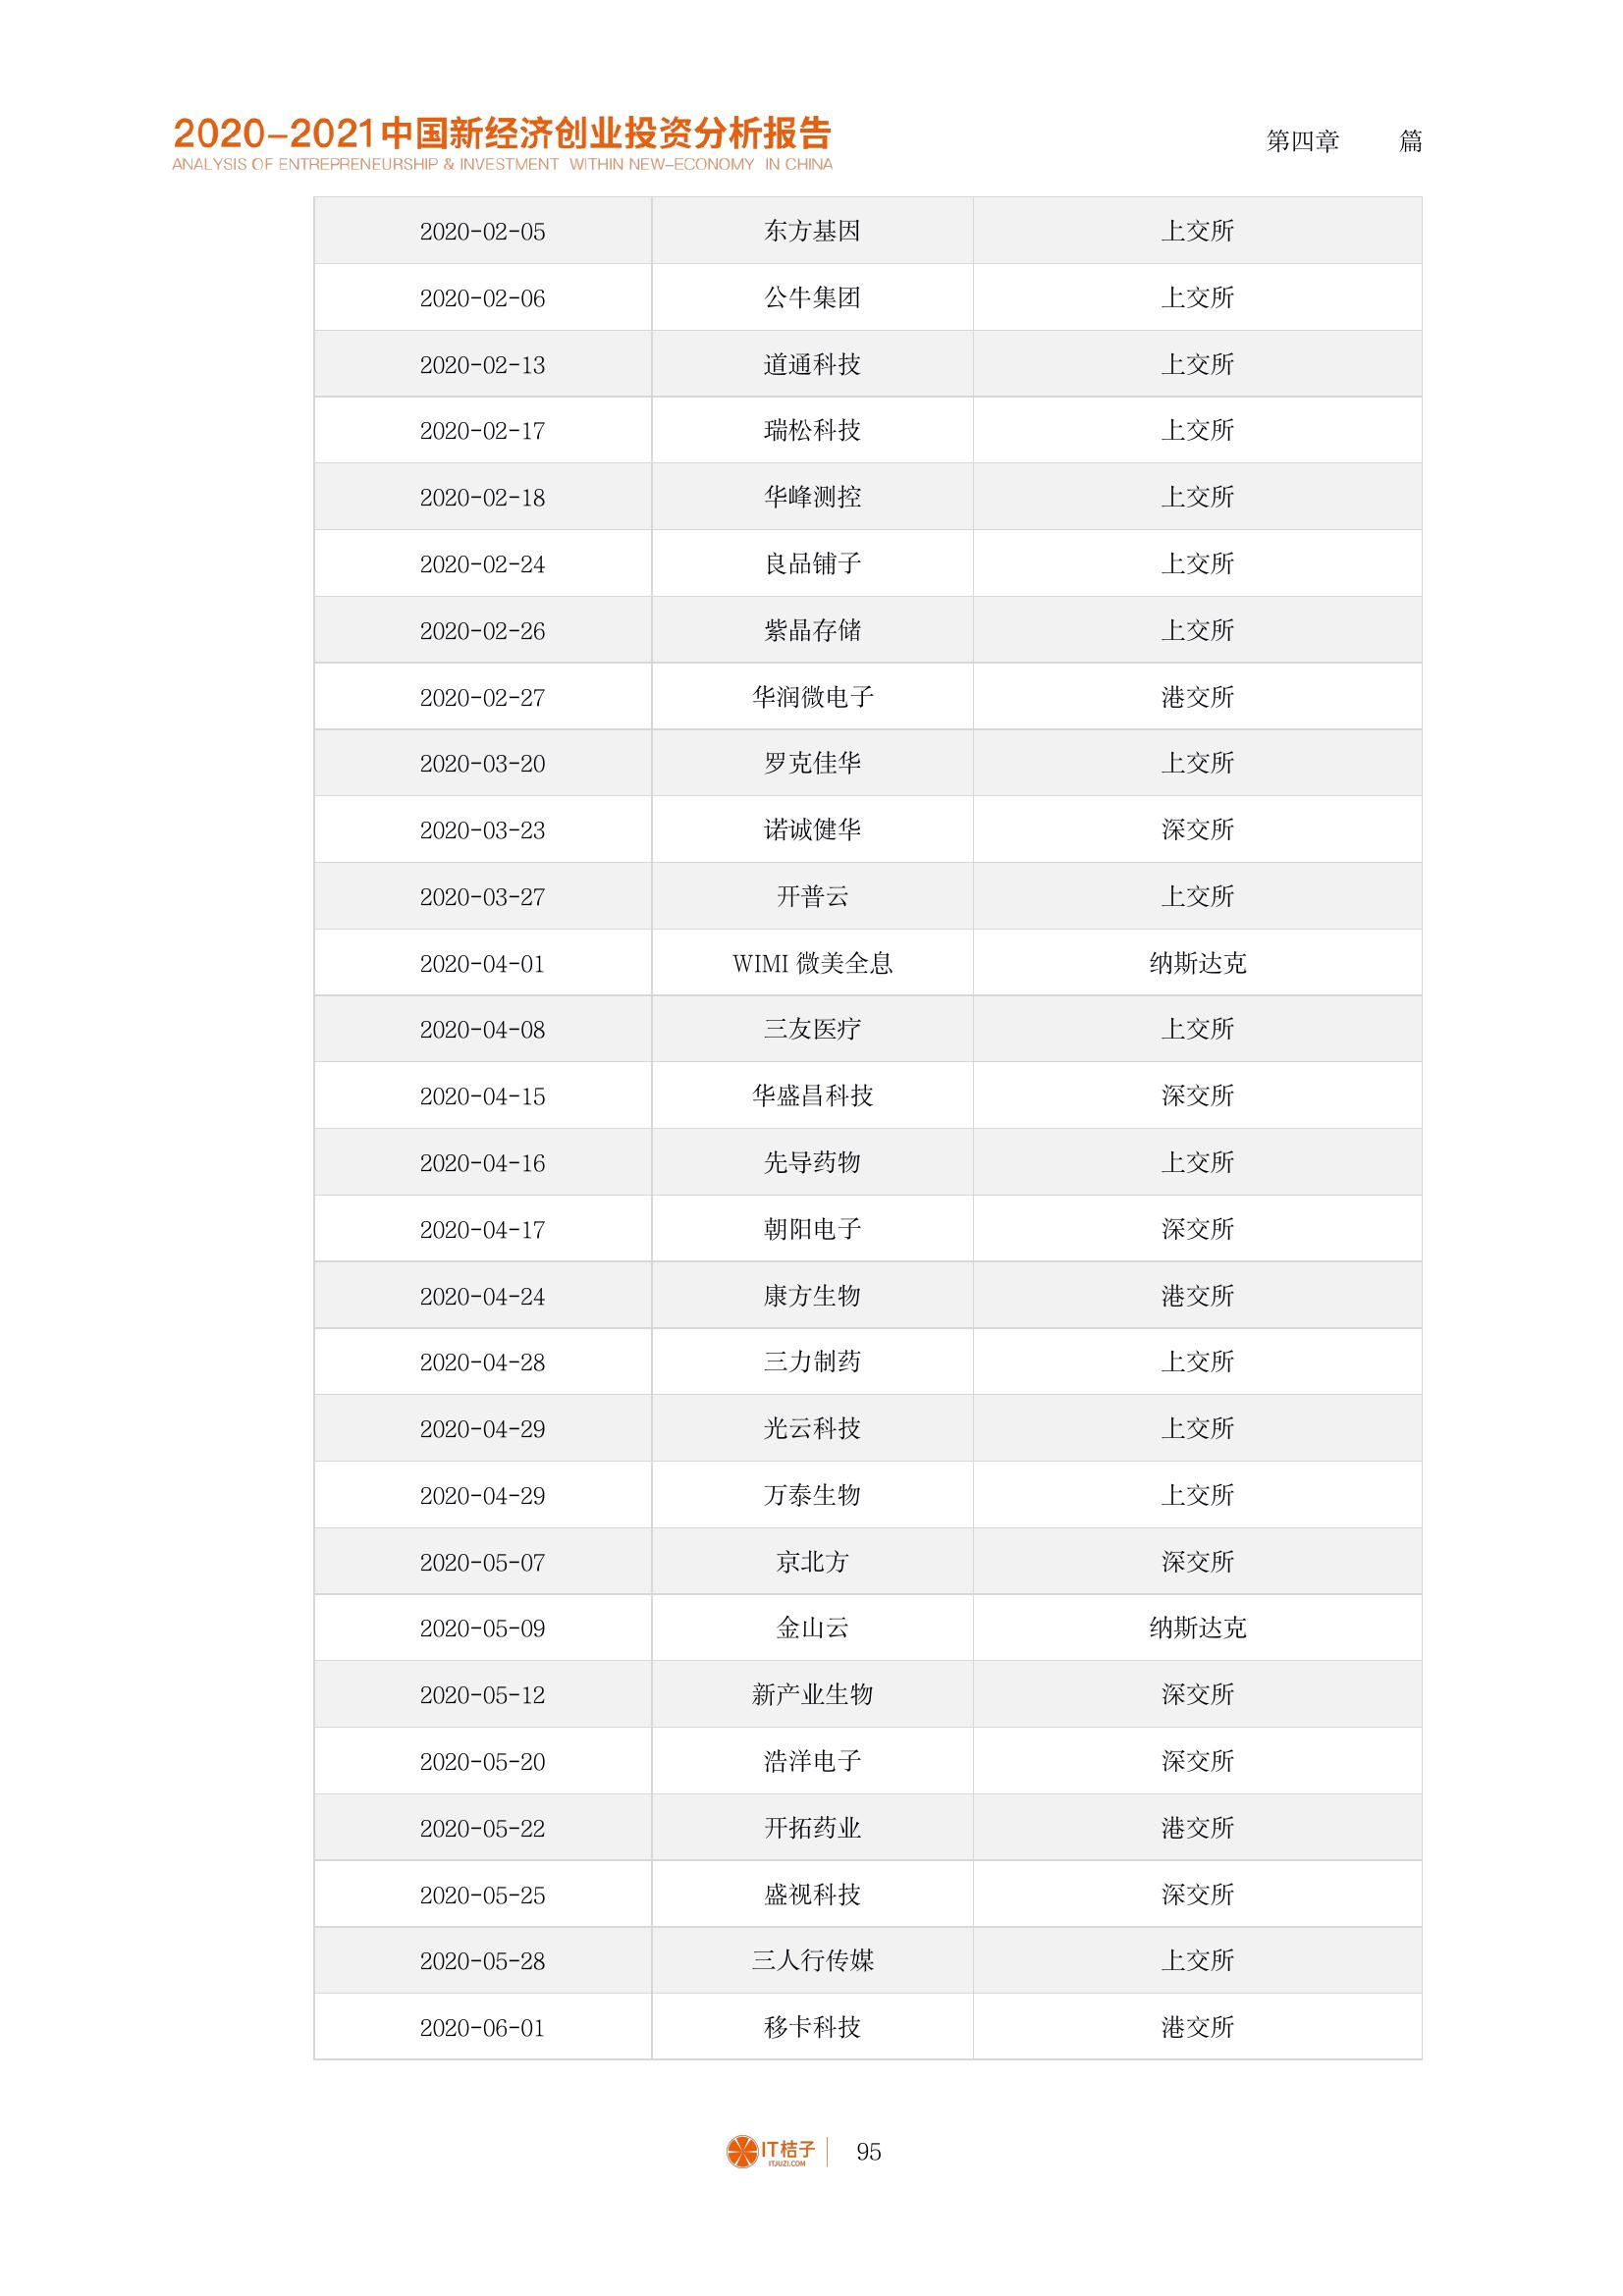 2020-2021中国新经济创业投资分析报告
ANALYSIS OF ENTREPRENEURSHIP & INVESTMENT WITHIN NEW-ECONOMY IN CHINA
第四章 篇
2020-02-05 东方基因 上交所
2020-02-06 公牛集团 上交所
2020-02-13 道通科技 上交所
2020-02-17 瑞松科技 上交所
2020-02-18 华峰测控 上交所
2020-02-24 良品铺子 上交所
2020-02-26 紫晶存储 上交所
2020-02-27 华润微电子 港交所
2020-03-20 罗克佳华 上交所
2020-03-23 诺诚健华 深交所
2020-03-27 开普云 上交所
2020-04-01 WIMI 微美全息 纳斯达克
2020-04-08 三友医疗 上交所
2020-04-15 华盛昌科技 深交所
2020-04-16 先导药物 上交所
2020-04-17 朝阳电子 深交所
2020-04-24 康方生物 港交所
2020-04-28 三力制药 上交所
2020-04-29 光云科技 上交所
2020-04-29 万泰生物 上交所
2020-05-07 京北方 深交所
2020-05-09 金山云 纳斯达克
2020-05-12 新产业生物 深交所
2020-05-20 浩洋电子 深交所
2020-05-22 开拓药业 港交所
2020-05-25 盛视科技 深交所
2020-05-28 三人行传媒 上交所
2020-06-01 移卡科技 港交所
IT桔子
ITJUZI.COM
95